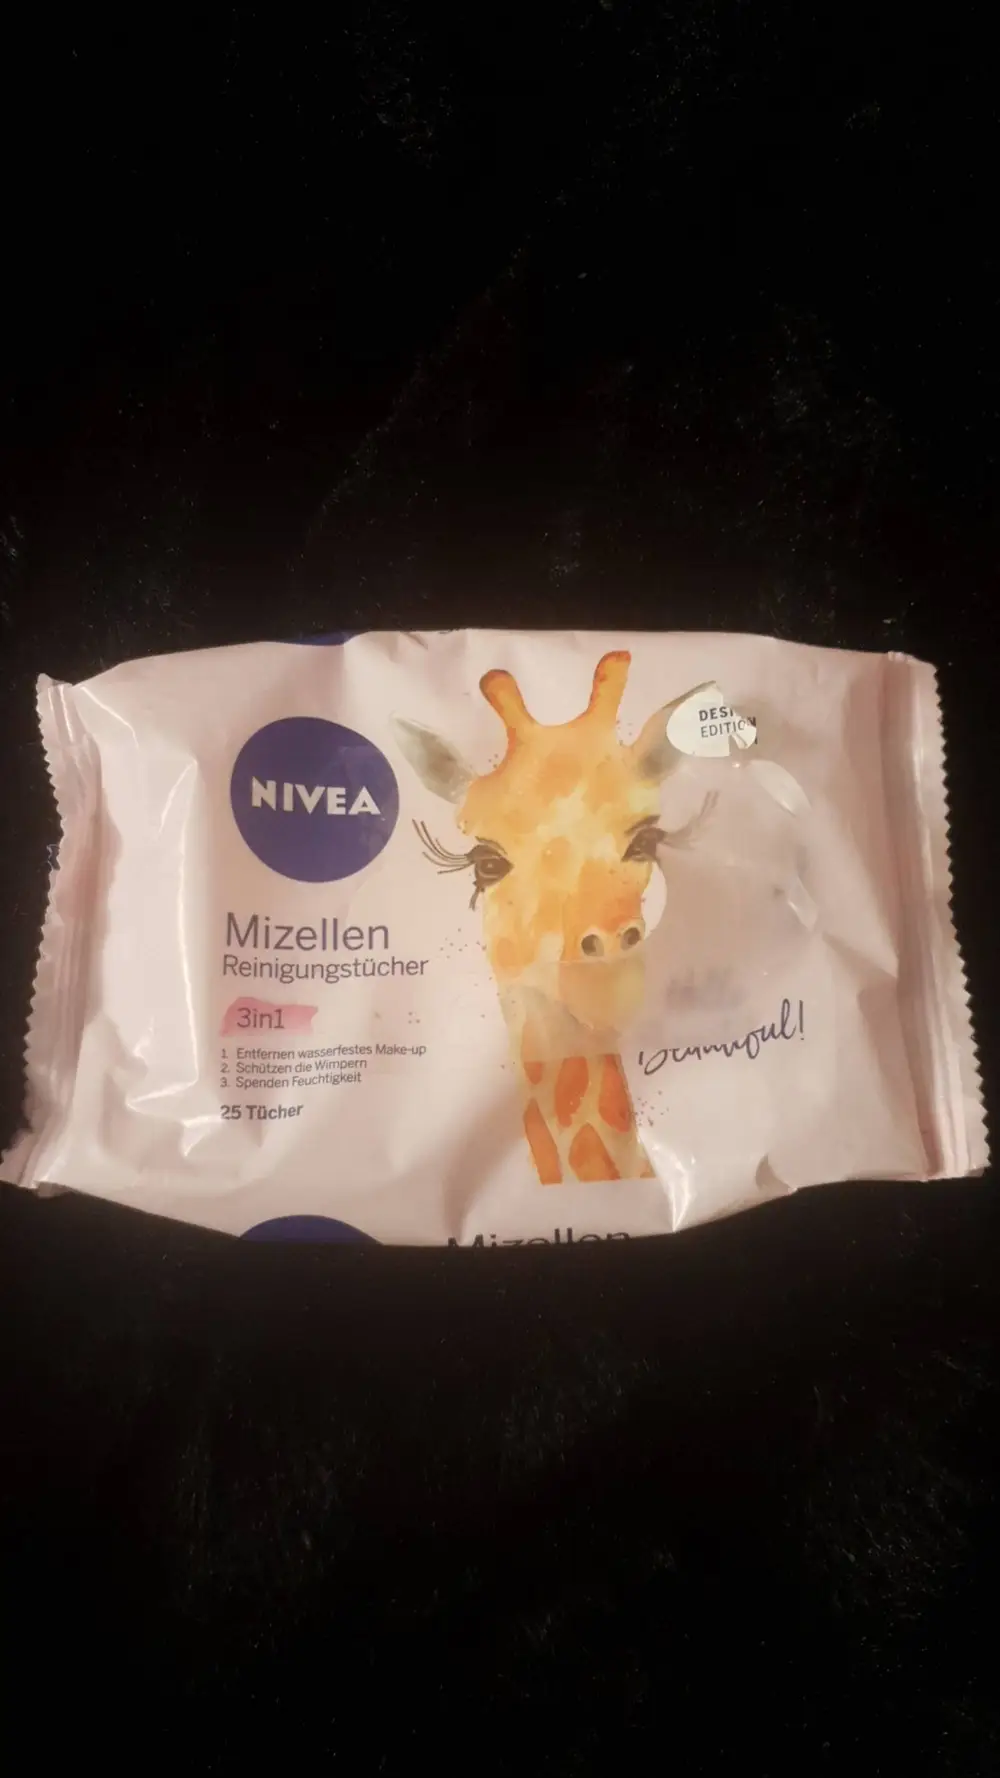 NIVEA
DESI
EDITION
Mizellen
Reinigungstücher
3in1
1. Entfernen wasserfestes Make-up
2. Schützen die Wimpern
3. Spenden Feuchtigkeit
25 Tücher
Mizellen